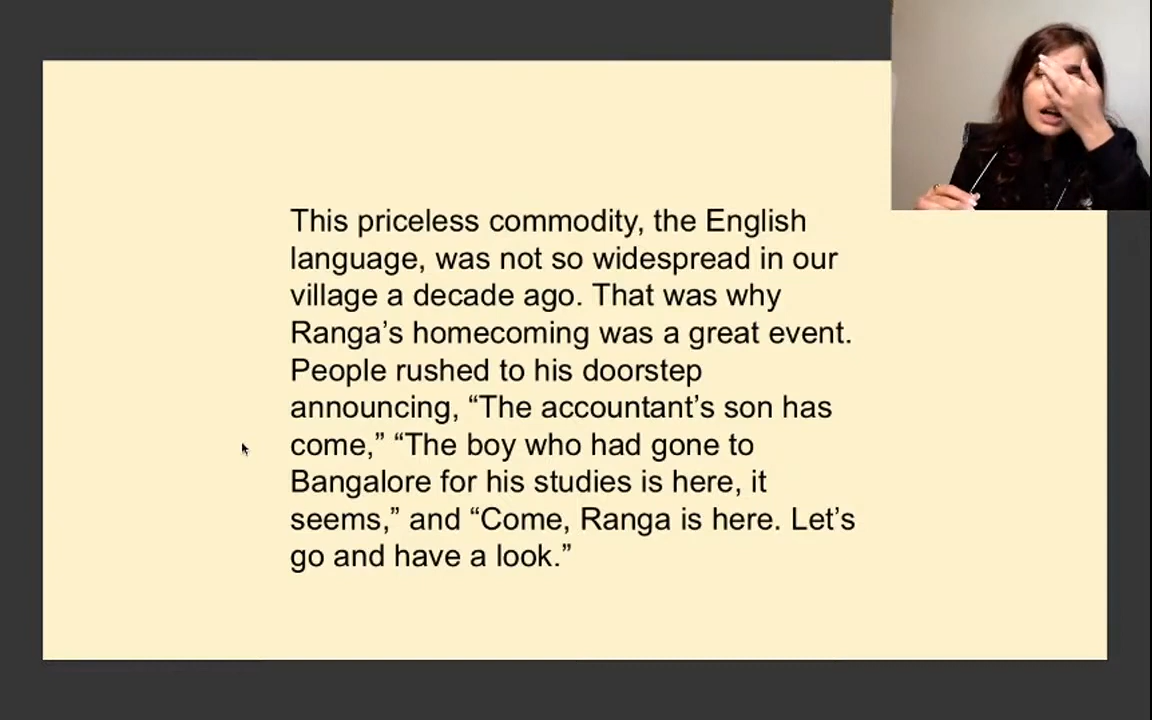 This priceless commodity, the English
language, was not so widespread in our
village a decade ago. That was why
Ranga’s homecoming was a great event.
People rushed to his doorstep
announcing, “The accountant’s son has
come,” “The boy who had gone to
Bangalore for his studies is here, it
seems,” and “Come, Ranga is here. Let’s
go and have a look.”